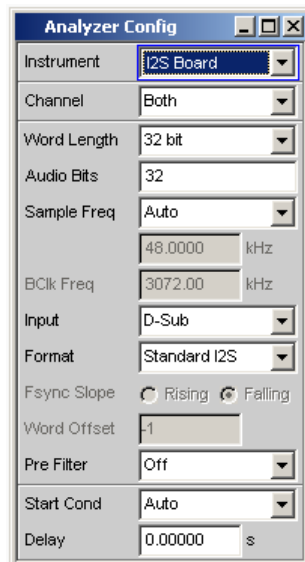 Analyzer Config
Instrument I2S Board
Channel Both
Word Length 32 bit
Audio Bits 32
Sample Freq Auto
48.0000 kHz
BClk Freq 3072.00 kHz
Input D-Sub
Format Standard I2S
Fsync Slope Rising Falling
Word Offset -1
Pre Filter Off
Start Cond Auto
Delay 0.00000 s